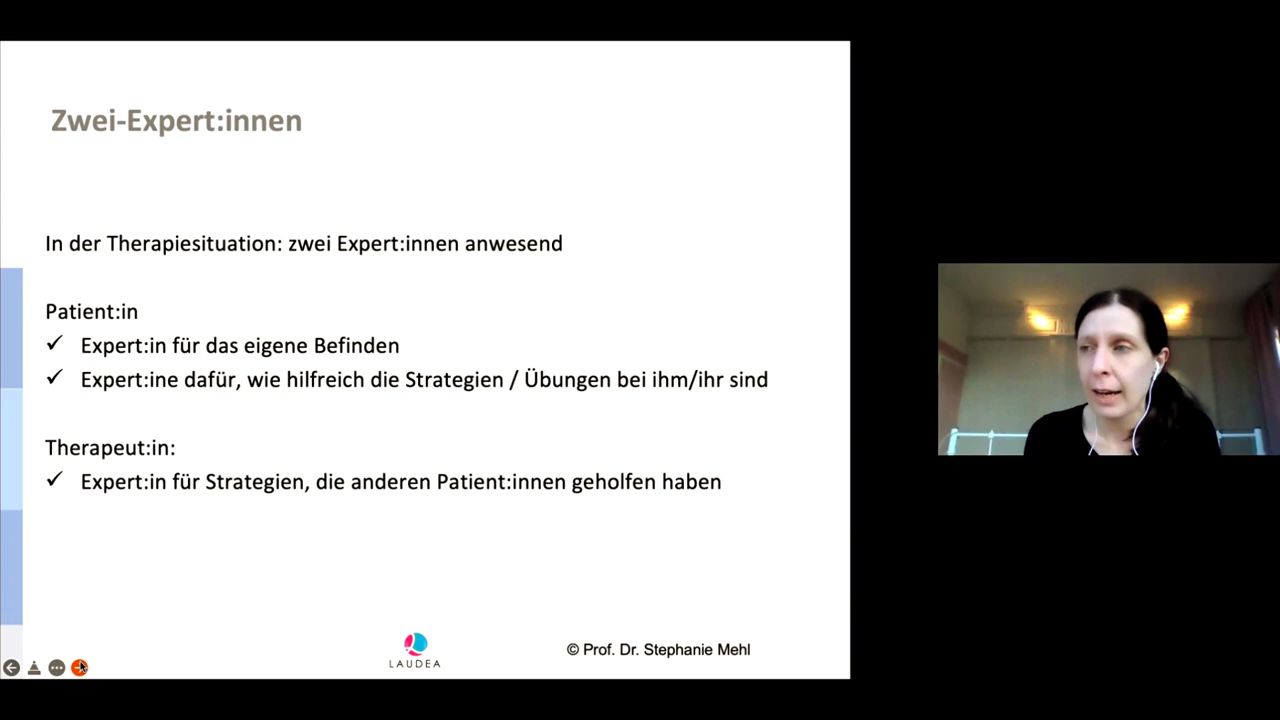 Zwei-Expert:innen
In der Therapiesituation: zwei Expert:innen anwesend
Patient:in
✓ Expert:in für das eigene Befinden
✓ Expert:ine dafür, wie hilfreich die Strategien / Übungen bei ihm/ihr sind
Therapeut:in:
✓ Expert:in für Strategien, die anderen Patient:innen geholfen haben
LAUDEA
© Prof. Dr. Stephanie Mehl